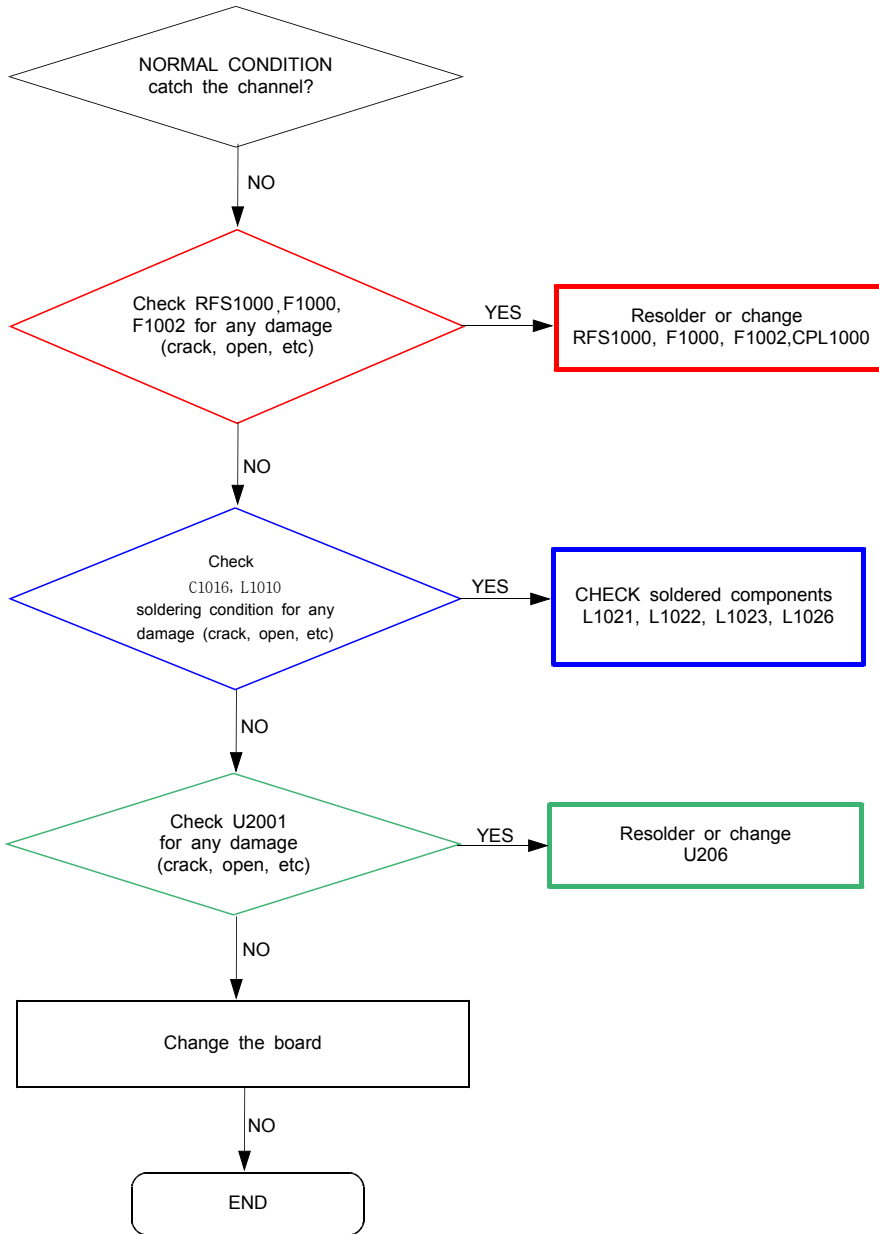 NORMAL CONDITION
catch the channel?
NO
Check RFS1000, F1000,
F1002 for any damage
(crack, open, etc)
YES
Resolder or change
RFS1000, F1000, F1002,CPL1000
NO
Check
C1016, L1010
soldering condition for any
damage (crack, open, etc)
YES
CHECK soldered components
L1021, L1022, L1023, L1026
NO
Check U2001
for any damage
(crack, open, etc)
YES
Resolder or change
U206
NO
Change the board
NO
END